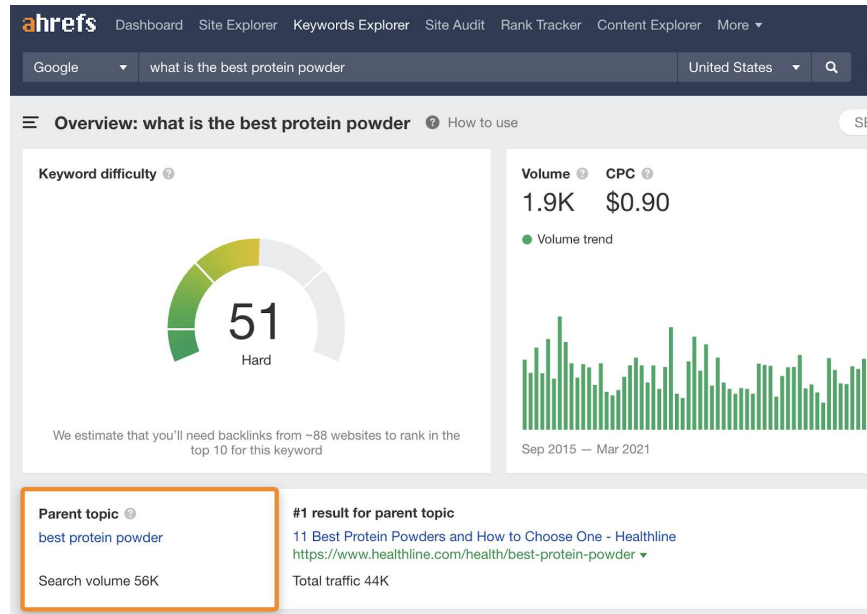 ahrefs Dashboard Site Explorer Keywords Explorer Site Audit Rank Tracker Content Explorer More
Google what is the best protein powder United States
Overview: what is the best protein powder ? How to use
Keyword difficulty ?
51
Hard
We estimate that you'll need backlinks from ~88 websites to rank in the
top 10 for this keyword
Volume ? CPC ?
1.9K $0.90
Volume trend
Sep 2015 — Mar 2021
Parent topic ?
best protein powder
Search volume 56K
#1 result for parent topic
11 Best Protein Powders and How to Choose One - Healthline
https://www.healthline.com/health/best-protein-powder
Total traffic 44K